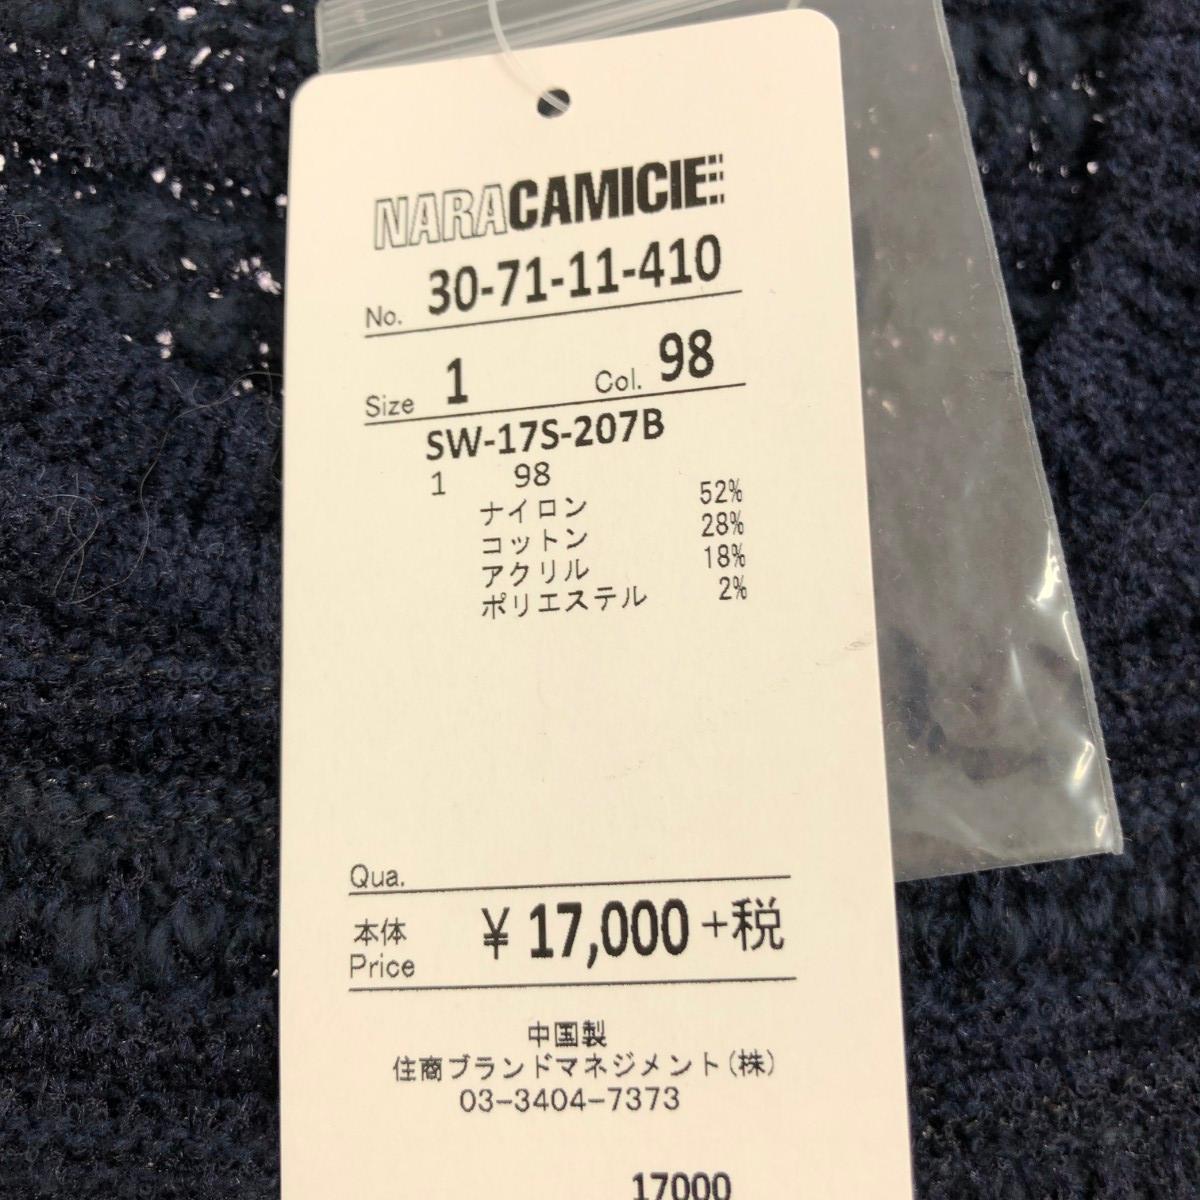 NARACAMICIE
No. 30-71-11-410
Size 1 Col. 98
SW-17S-207B
1 98
ナイロン 52%
コットン 28%
アクリル 18%
ポリエステル 2%
Qua.
本体 Price ¥ 17,000 +税
中国製
住商ブランドマネジメント(株)
03-3404-7373
17000